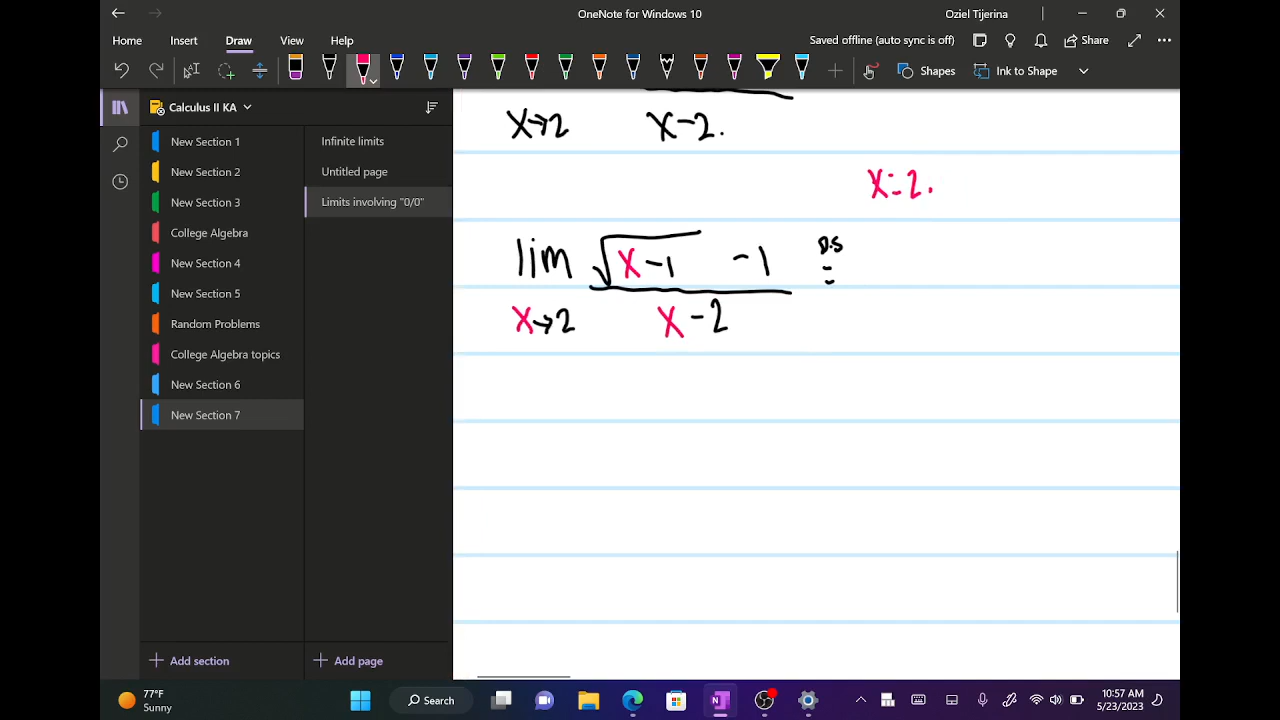 OneNote for Windows 10
Oziel Tijerina
Home Insert Draw View Help
Saved offline (auto sync is off)
Share
Shapes
Ink to Shape
Calculus II KA
New Section 1
New Section 2
New Section 3
College Algebra
New Section 4
New Section 5
Random Problems
College Algebra topics
New Section 6
New Section 7
Add section
Infinite limits
Untitled page
Limits involving "0/0"
Add page
x→2 x-2.
x=2.
lim √(x-1) -1 D.S =
x→2 x-2
77°F
Sunny
Search
10:57 AM
5/23/2023